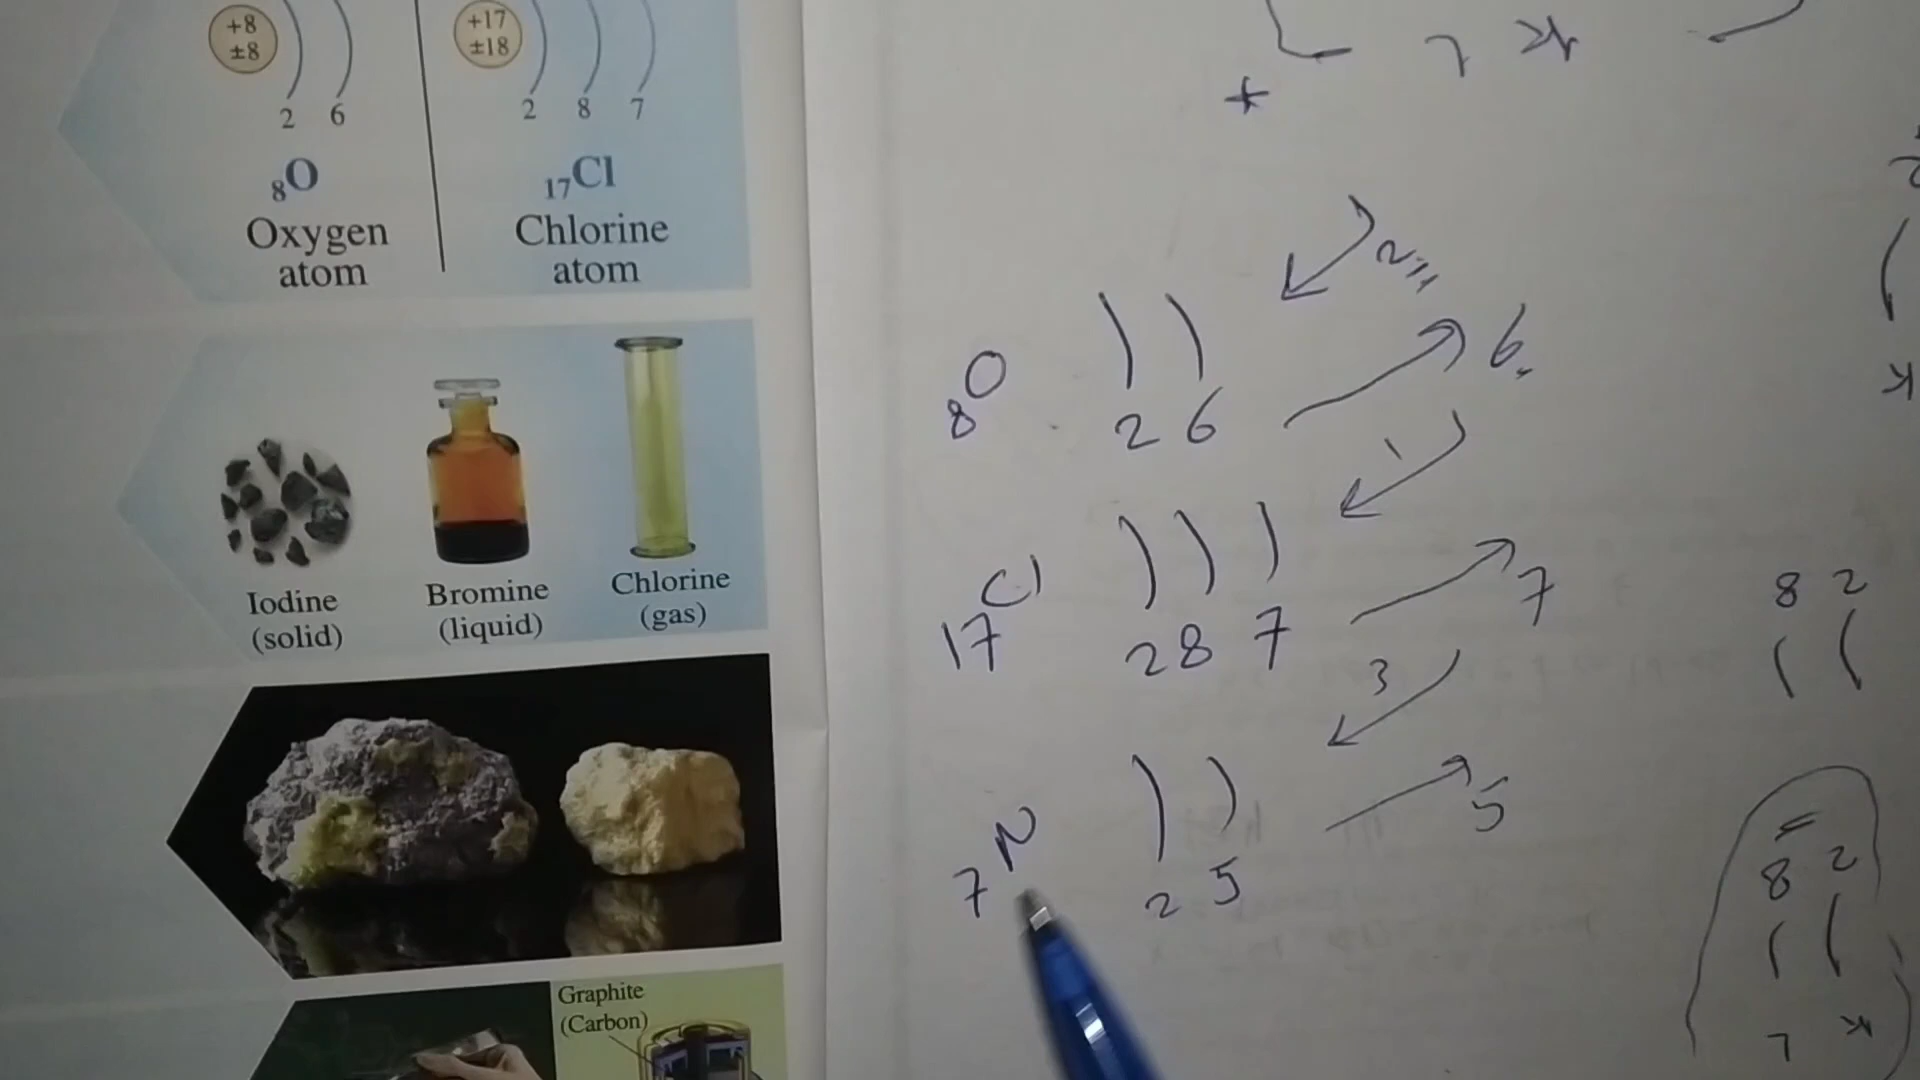 +8
±8
2 6
8O
Oxygen
atom
+17
±18
2 8 7
17Cl
Chlorine
atom
Iodine
(solid)
Bromine
(liquid)
Chlorine
(gas)
Graphite
(Carbon)
L K
+
2
8O 2 6 6
1
17Cl 2 8 7 7
3
7N 2 5 5
K
8 2
8 2
L K